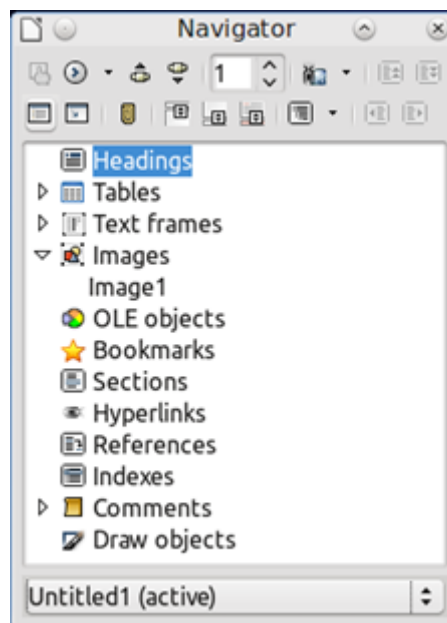 Navigator
1
Headings
Tables
Text frames
Images
Image1
OLE objects
Bookmarks
Sections
Hyperlinks
References
Indexes
Comments
Draw objects
Untitled1 (active)